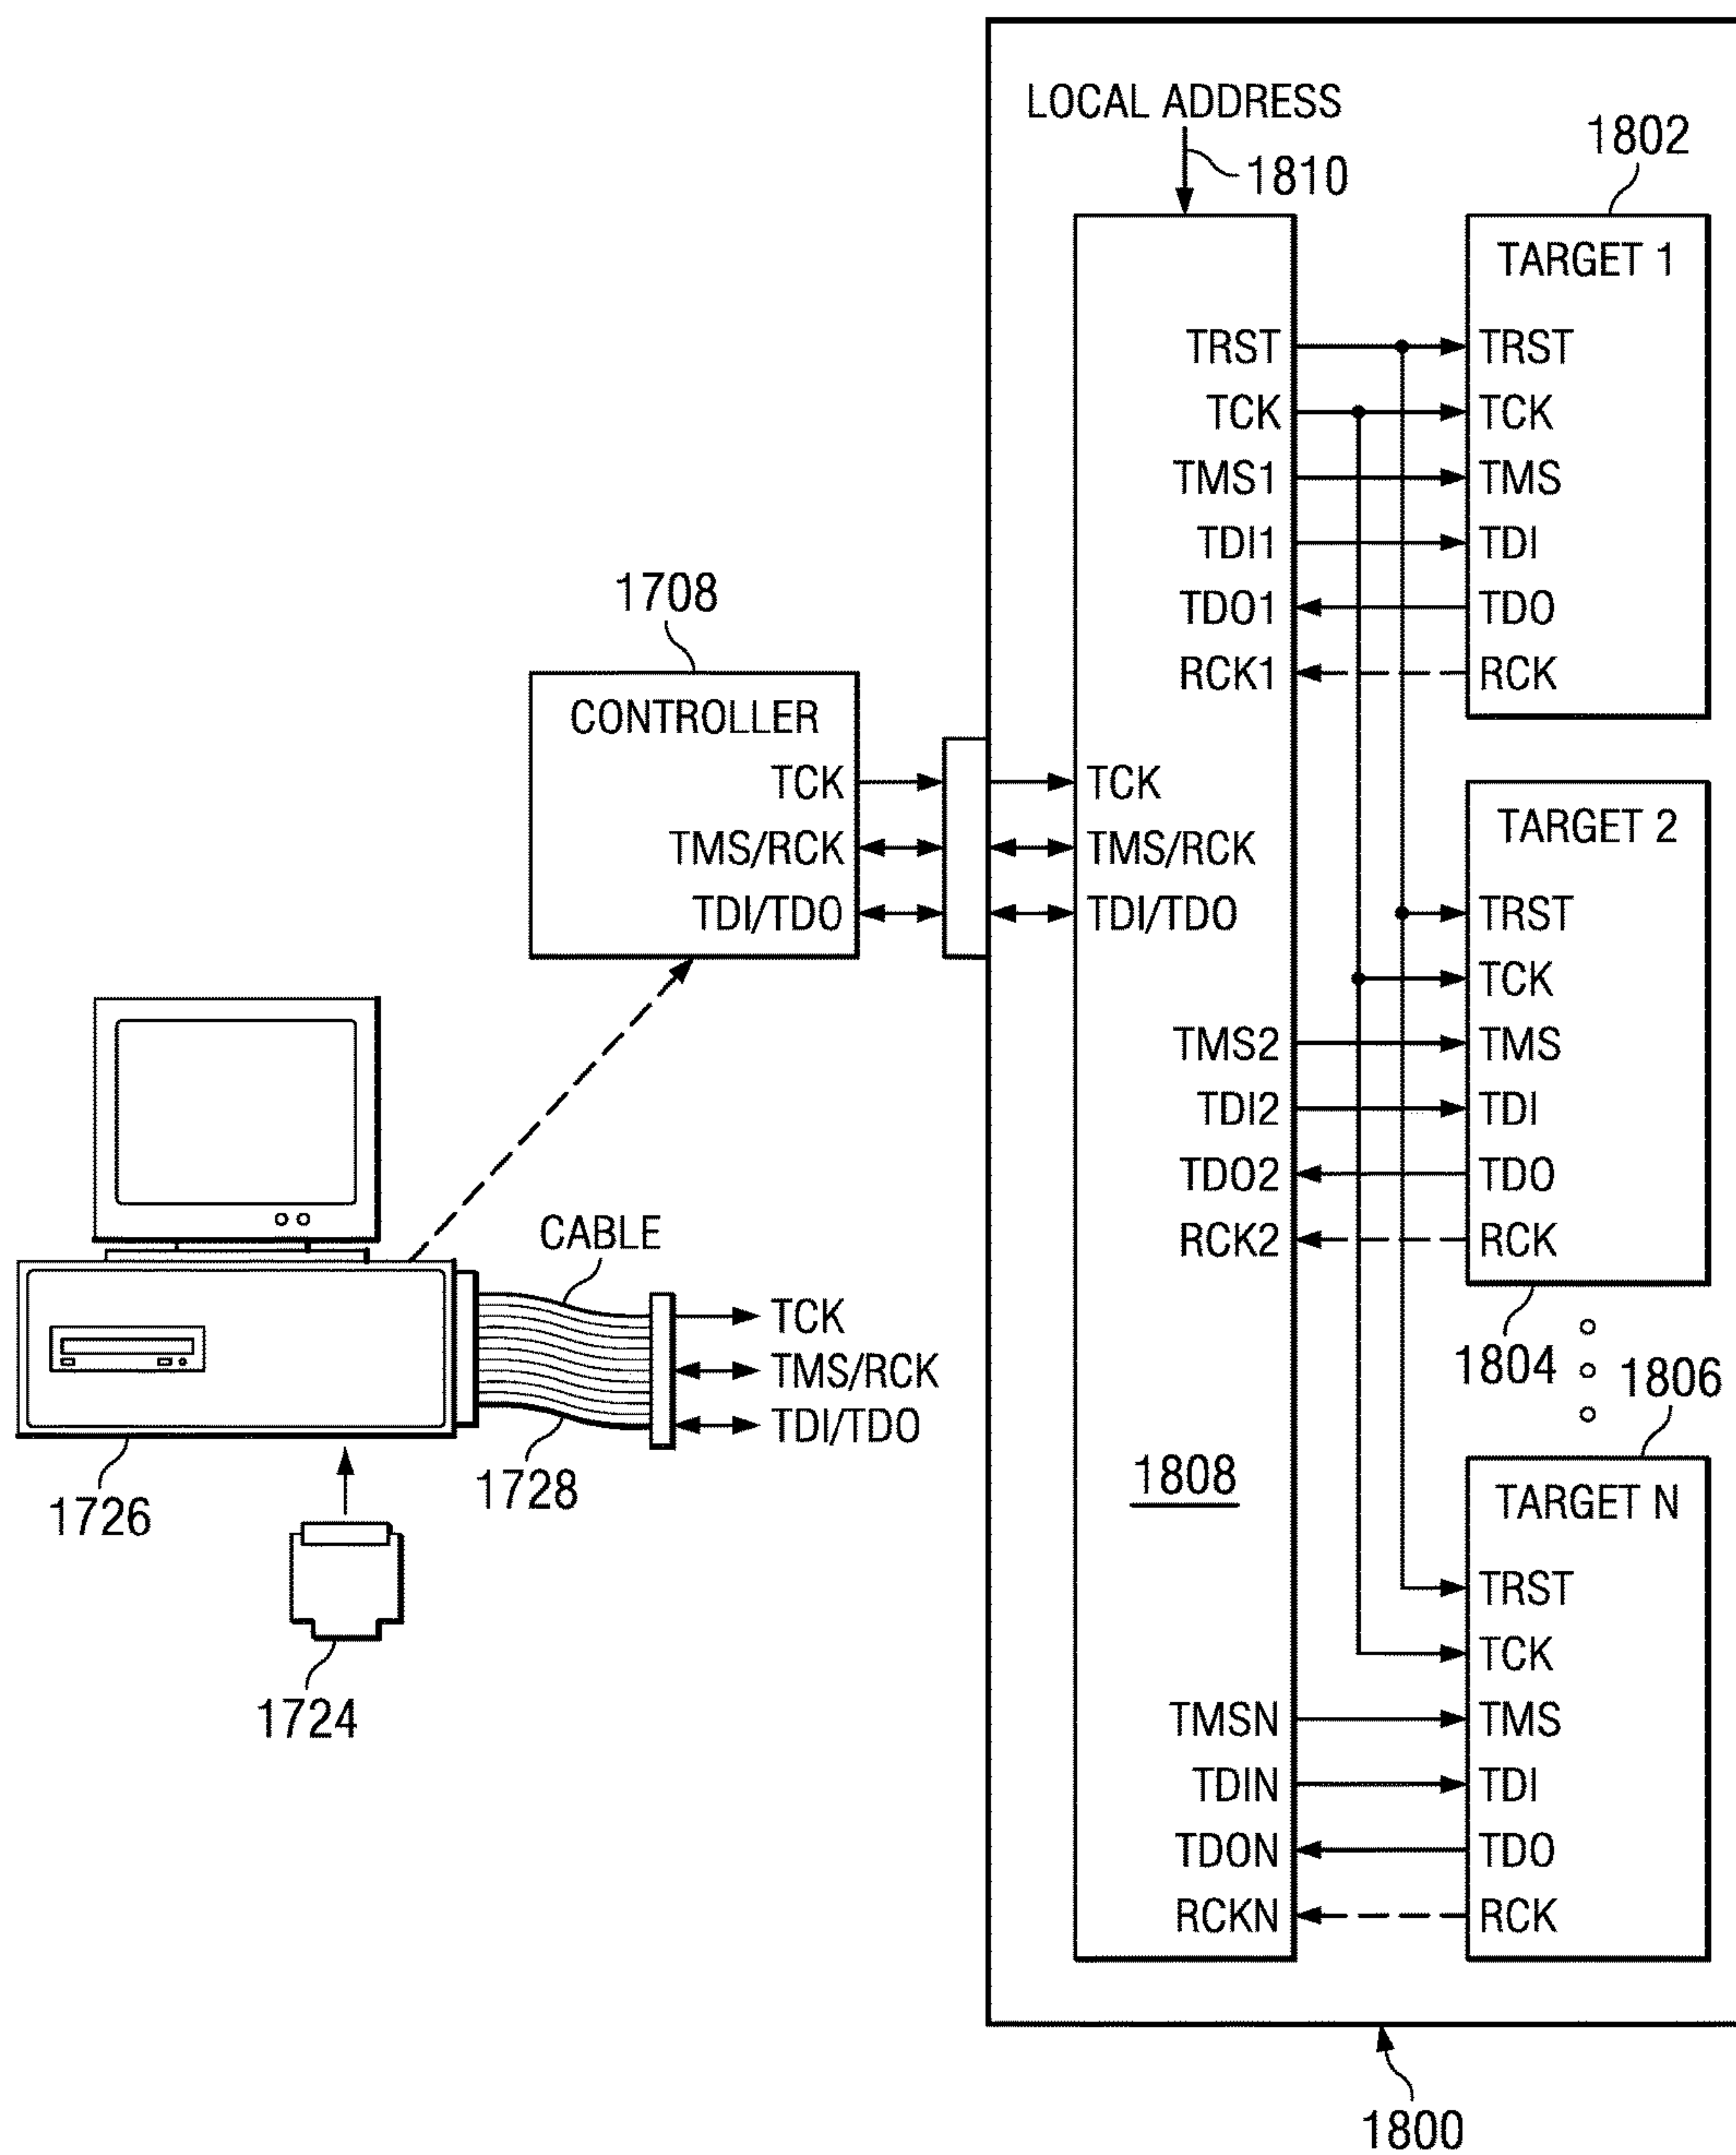 LOCAL ADDRESS
1810
1802
TARGET 1
TRST
TCK
TMS1
TDI1
TDO1
RCK1
TRST
TCK
TMS
TDI
TDO
RCK
1708
CONTROLLER
TCK
TMS/RCK
TDI/TDO
TCK
TMS/RCK
TDI/TDO
TARGET 2
TRST
TCK
TMS
TDI
TDO
RCK
TMS2
TDI2
TDO2
RCK2
1804
1806
CABLE
TCK
TMS/RCK
TDI/TDO
1728
1726
1724
1808
TARGET N
TRST
TCK
TMS
TDI
TDO
RCK
TMSN
TDIN
TDON
RCKN
1800